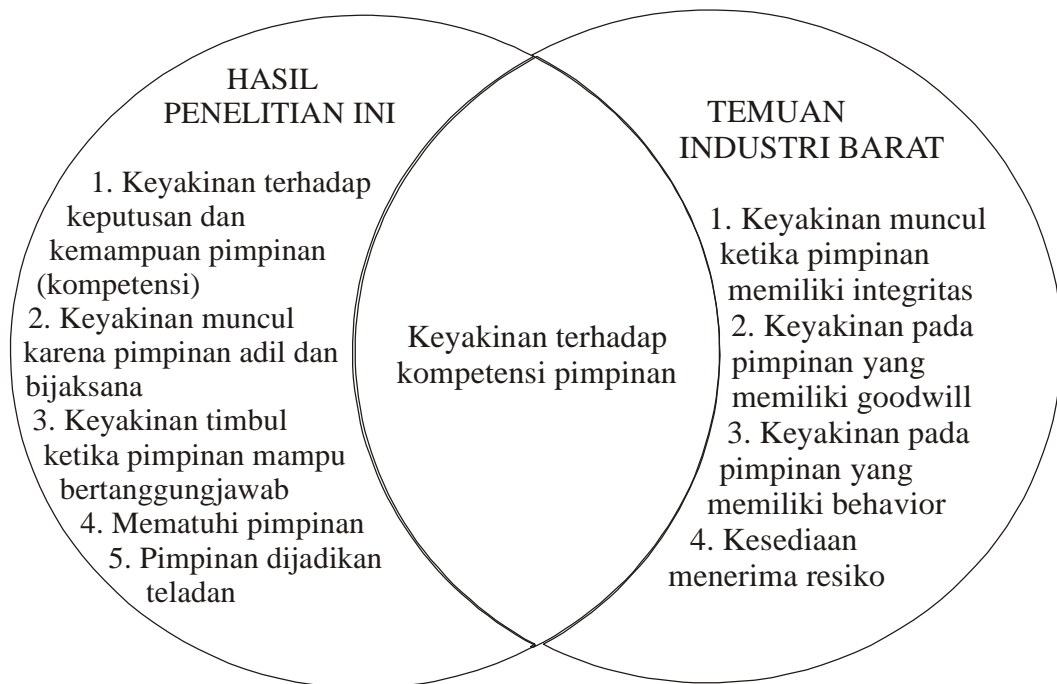 HASIL
PENELITIAN INI
1. Keyakinan terhadap
keputusan dan
kemampuan pimpinan
(kompetensi)
2. Keyakinan muncul
karena pimpinan adil dan
bijaksana
3. Keyakinan timbul
ketika pimpinan mampu
bertanggungjawab
4. Mematuhi pimpinan
5. Pimpinan dijadikan
teladan
Keyakinan terhadap
kompetensi pimpinan
TEMUAN
INDUSTRI BARAT
1. Keyakinan muncul
ketika pimpinan
memiliki integritas
2. Keyakinan pada
pimpinan yang
memiliki goodwill
3. Keyakinan pada
pimpinan yang
memiliki behavior
4. Kesediaan
menerima resiko